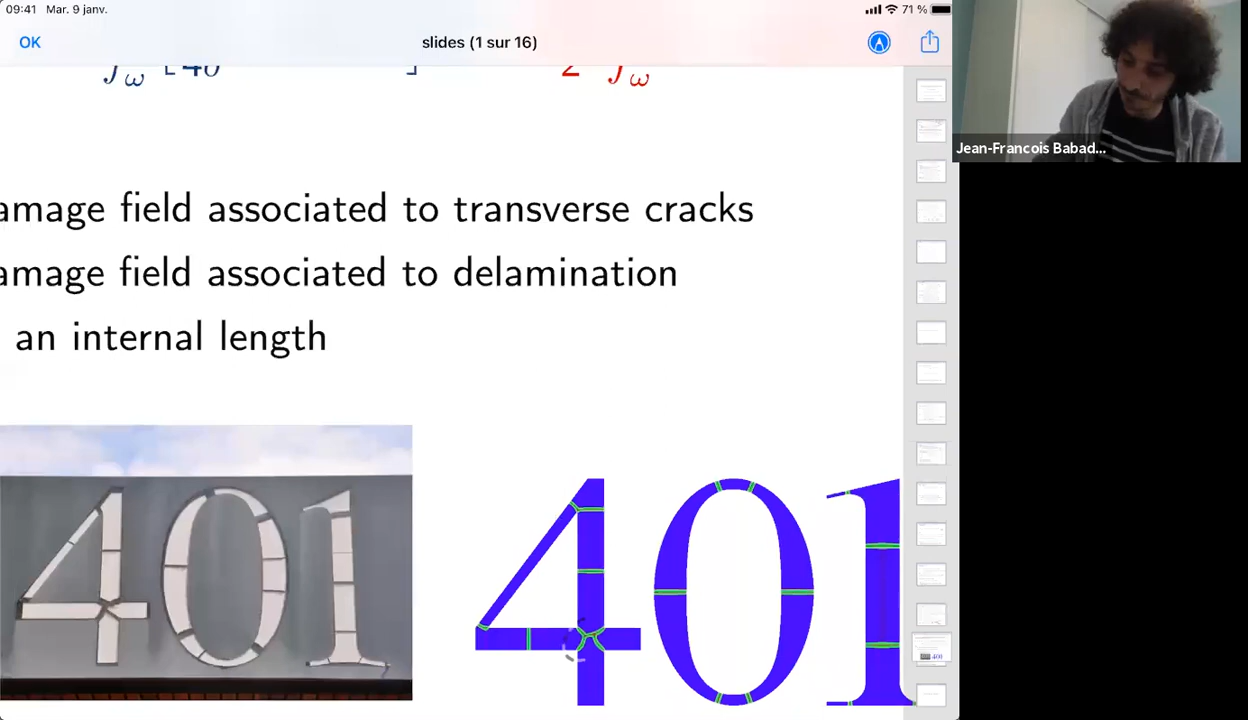 09:41 Mar. 9 janv.
71 %
OK
slides (1 sur 16)
Jean-Francois Babad...
amage field associated to transverse cracks
amage field associated to delamination
an internal length
401
401